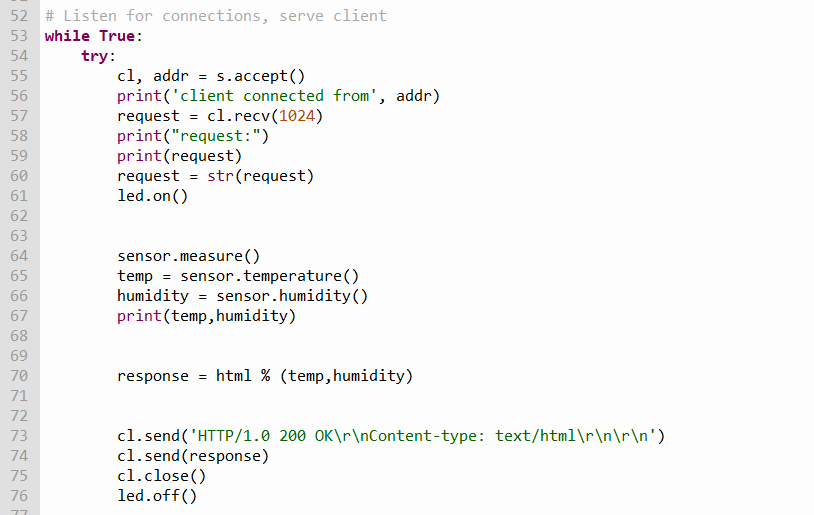 52 # Listen for connections, serve client
53 while True:
54     try:
55         cl, addr = s.accept()
56         print('client connected from', addr)
57         request = cl.recv(1024)
58         print("request:")
59         print(request)
60         request = str(request)
61         led.on()
62
63
64         sensor.measure()
65         temp = sensor.temperature()
66         humidity = sensor.humidity()
67         print(temp,humidity)
68
69
70         response = html % (temp,humidity)
71
72
73         cl.send('HTTP/1.0 200 OK\r\nContent-type: text/html\r\n\r\n')
74         cl.send(response)
75         cl.close()
76         led.off()